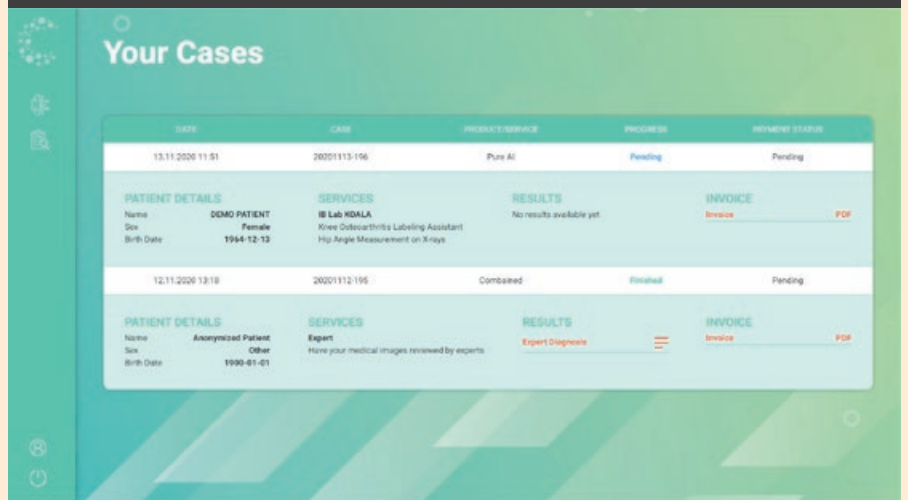 Your Cases
DATE CASE PRODUCT/SERVICE PROGRESS PAYMENT STATUS
13.11.2020 11:51 20201113-196 Pure AI Pending Pending
PATIENT DETAILS SERVICES RESULTS INVOICE
Name DEMO PATIENT IB Lab KOALA No results available yet Invoice PDF
Sex Female Knee Osteoarthritis Labeling Assistant
Birth Date 1964-12-13 Hip Angle Measurement on X-rays
12.11.2020 13:18 20201112-195 Combained Finished Pending
PATIENT DETAILS SERVICES RESULTS INVOICE
Name Anonymized Patient Expert Expert Diagnosis Invoice PDF
Sex Other Have your medical images reviewed by experts
Birth Date 1900-01-01